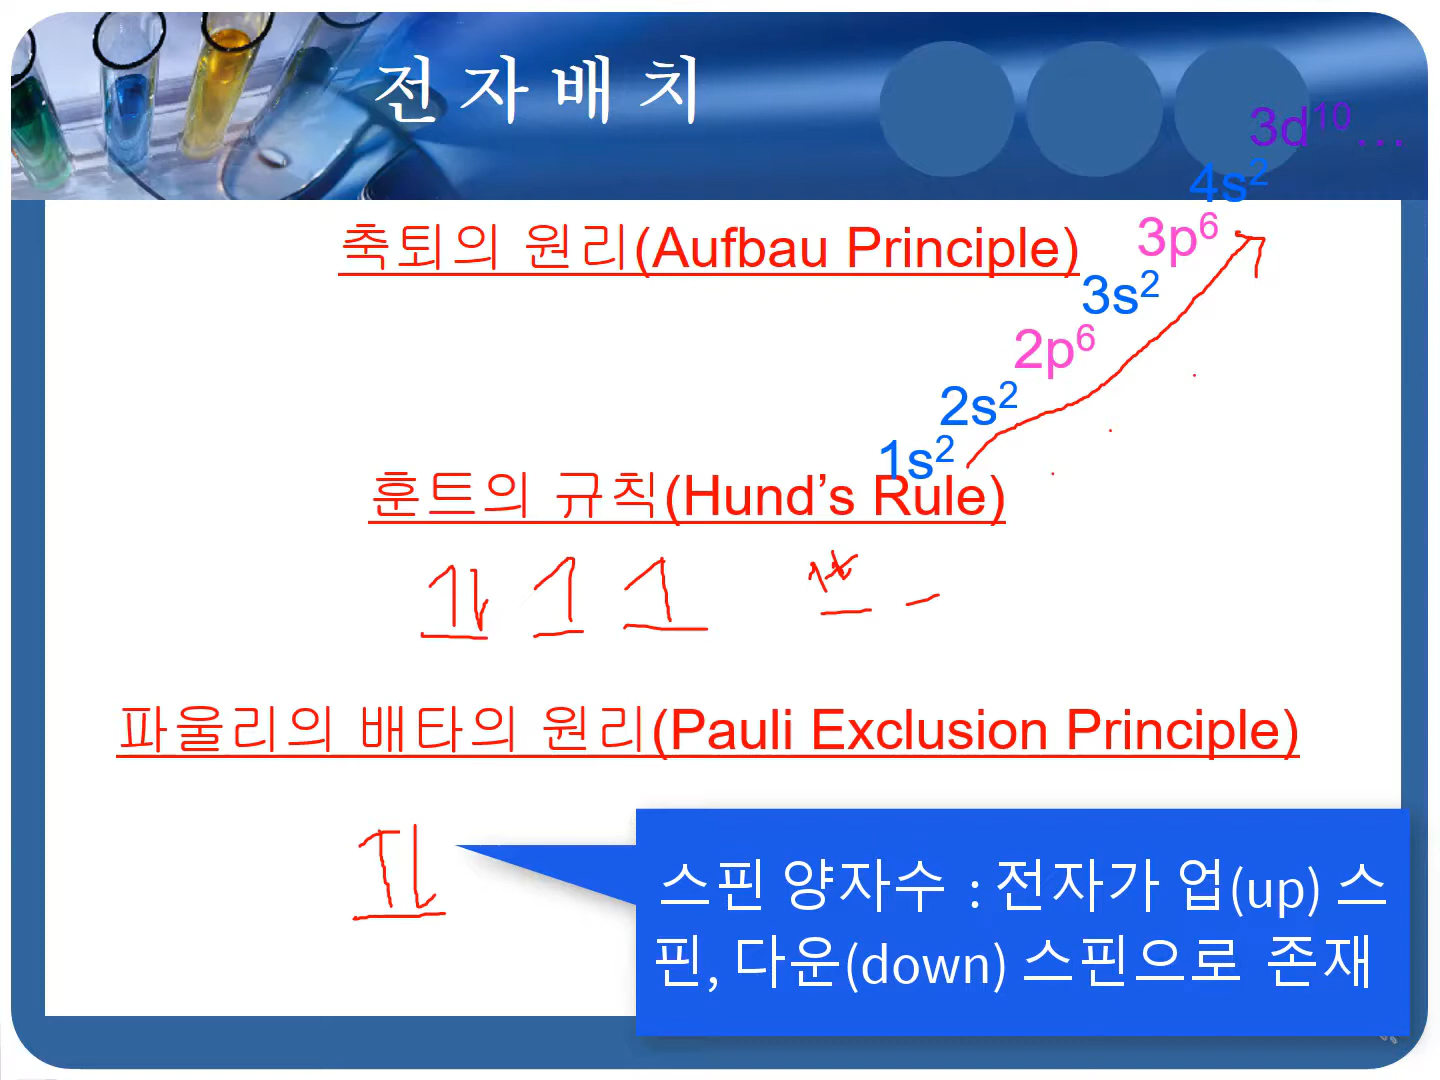 전 자 배 치
3d¹⁰...
4s²
3p⁶
3s²
2p⁶
2s²
1s²
축퇴의 원리(Aufbau Principle)
훈트의 규칙(Hund’s Rule)
파울리의 배타의 원리(Pauli Exclusion Principle)
스핀 양자수 : 전자가 업(up) 스
핀, 다운(down) 스핀으로 존재